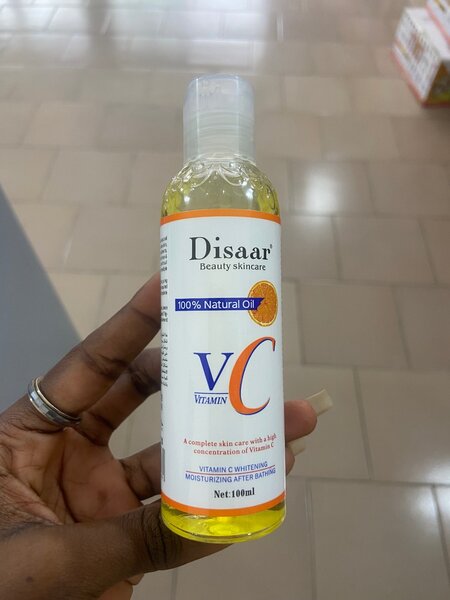 Disaar®
Beauty skincare
100% Natural Oil
VC
VITAMIN
A complete skin care with a high
concentration of Vitamin C
VITAMIN C WHITENING
MOISTURIZING AFTER BATHING
Net:100ml